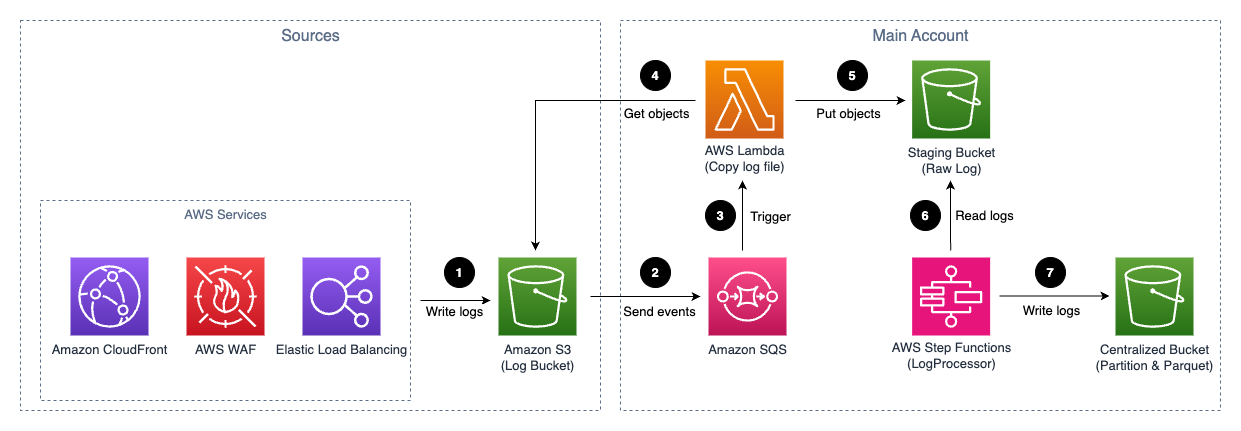 Sources
Main Account
4
Get objects
5
Put objects
AWS Lambda
(Copy log file)
Staging Bucket
(Raw Log)
AWS Services
3
Trigger
6
Read logs
1
Write logs
2
Send events
7
Write logs
Amazon CloudFront
AWS WAF
Elastic Load Balancing
Amazon S3
(Log Bucket)
Amazon SQS
AWS Step Functions
(LogProcessor)
Centralized Bucket
(Partition & Parquet)